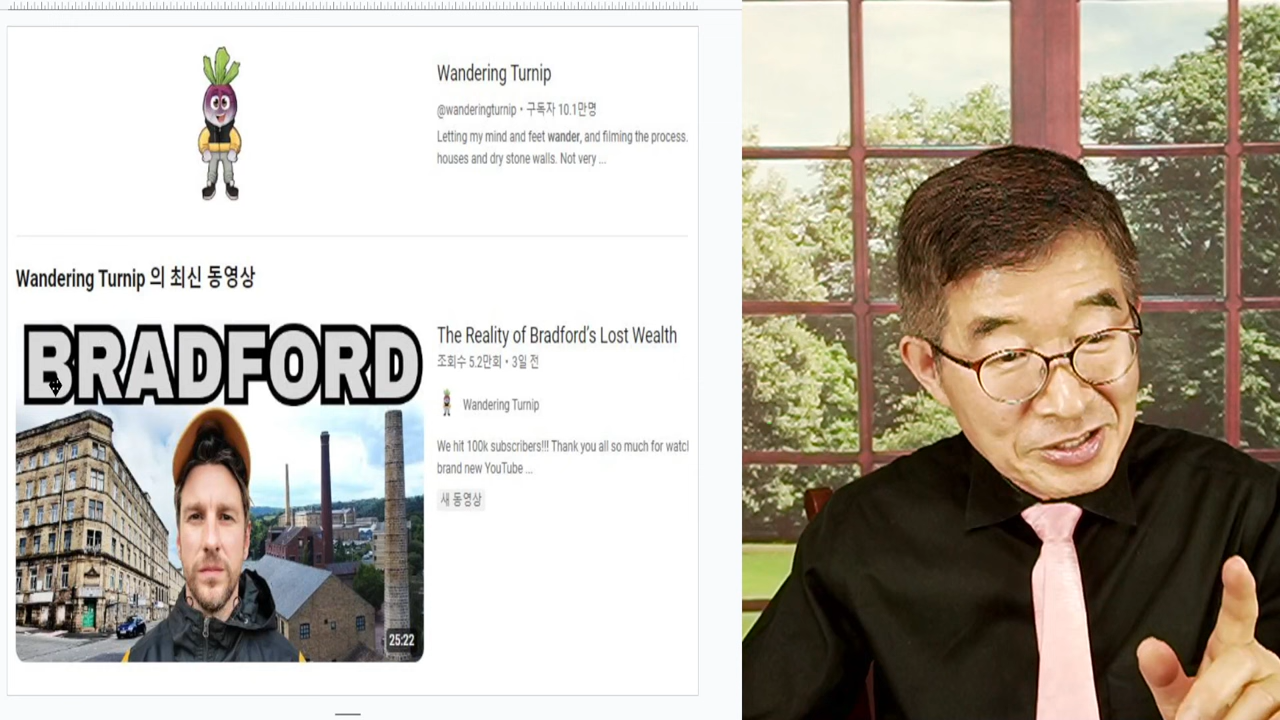 Wandering Turnip
@wanderingturnip • 구독자 10.1만명
Letting my mind and feet wander, and filming the process.
houses and dry stone walls. Not very ...
Wandering Turnip 의 최신 동영상
BRADFORD
25:22
The Reality of Bradford's Lost Wealth
조회수 5.2만회 • 3일 전
Wandering Turnip
We hit 100k subscribers!!! Thank you all so much for watch
brand new YouTube ...
새 동영상